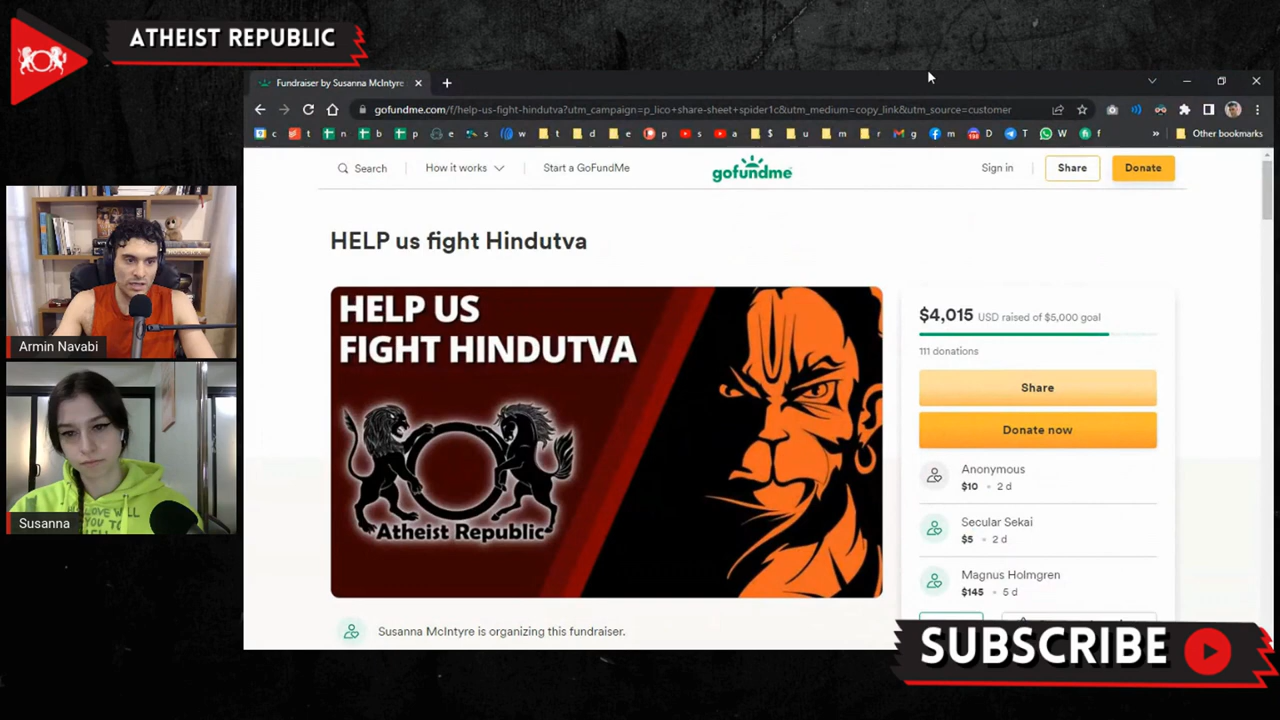 ATHEIST REPUBLIC
Fundraiser by Susanna McIntyre
gofundme.com/f/help-us-fight-hindutva?utm_campaign=p_lico+share-sheet+spider1c&utm_medium=copy_link&utm_source=customer
c t n b p e s w t d e p s a $ u m r g m D T W f » Other bookmarks
Search
How it works
Start a GoFundMe
gofundme
Sign in
Share
Donate
HELP us fight Hindutva
HELP US
FIGHT HINDUTVA
Atheist Republic
$4,015 USD raised of $5,000 goal
111 donations
Share
Donate now
Anonymous
$10 • 2 d
Secular Sekai
$5 • 2 d
Magnus Holmgren
$145 • 5 d
Susanna McIntyre is organizing this fundraiser.
Armin Navabi
Susanna
SUBSCRIBE